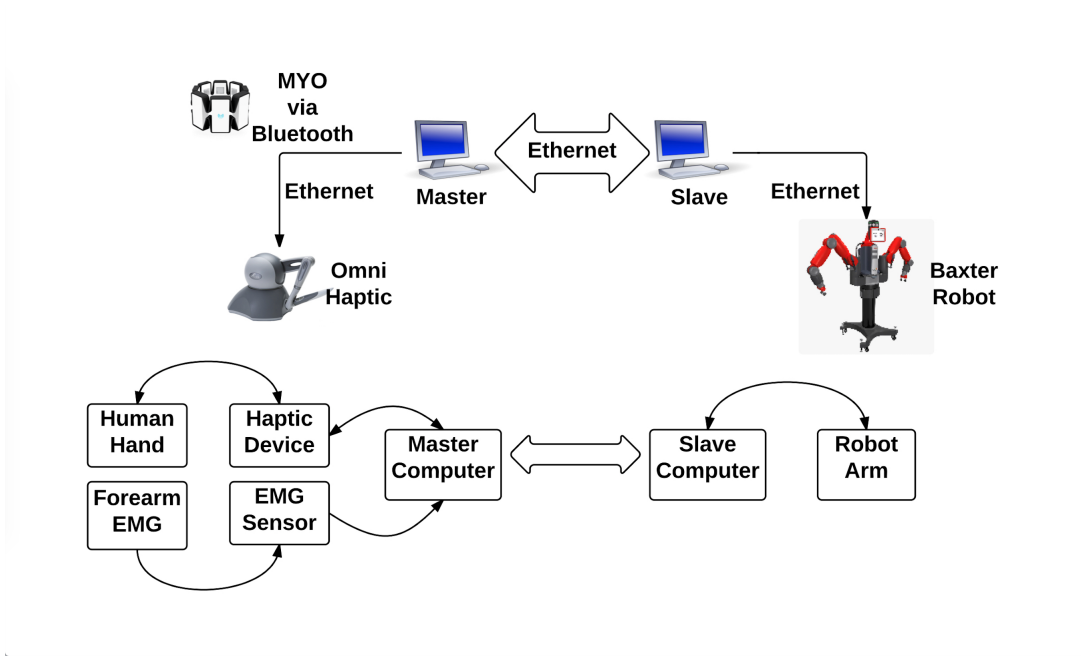 MYO
via
Bluetooth
Ethernet
Master
Ethernet
Slave
Ethernet
Omni
Haptic
Baxter
Robot
Human
Hand
Haptic
Device
Master
Computer
Slave
Computer
Robot
Arm
Forearm
EMG
EMG
Sensor